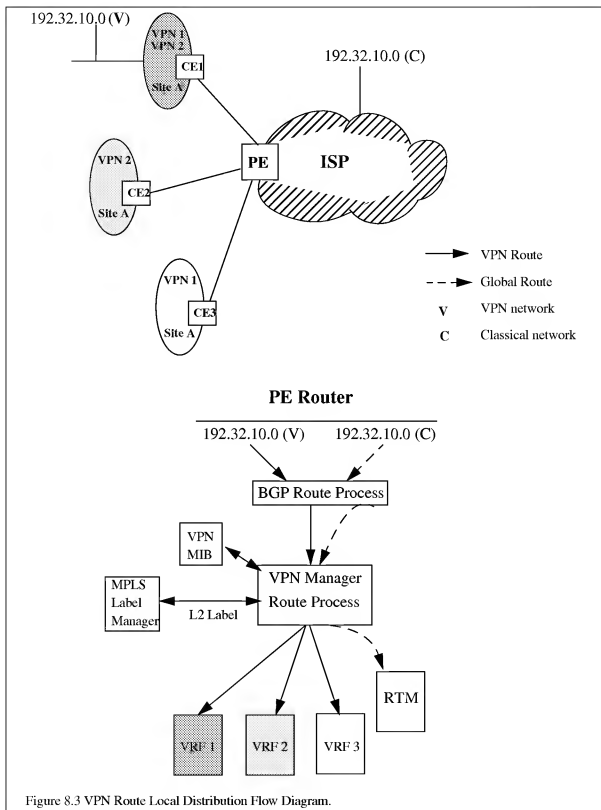 192.32.10.0 (V)
VPN 1
VPN 2
CE1
Site A
192.32.10.0 (C)
PE
ISP
VPN 2
CE2
Site A
VPN 1
CE3
Site A
VPN Route
Global Route
V VPN network
C Classical network
PE Router
192.32.10.0 (V) 192.32.10.0 (C)
BGP Route Process
VPN
MIB
VPN Manager
Route Process
MPLS
Label
Manager
L2 Label
RTM
VRF 1
VRF 2
VRF 3
Figure 8.3 VPN Route Local Distribution Flow Diagram.